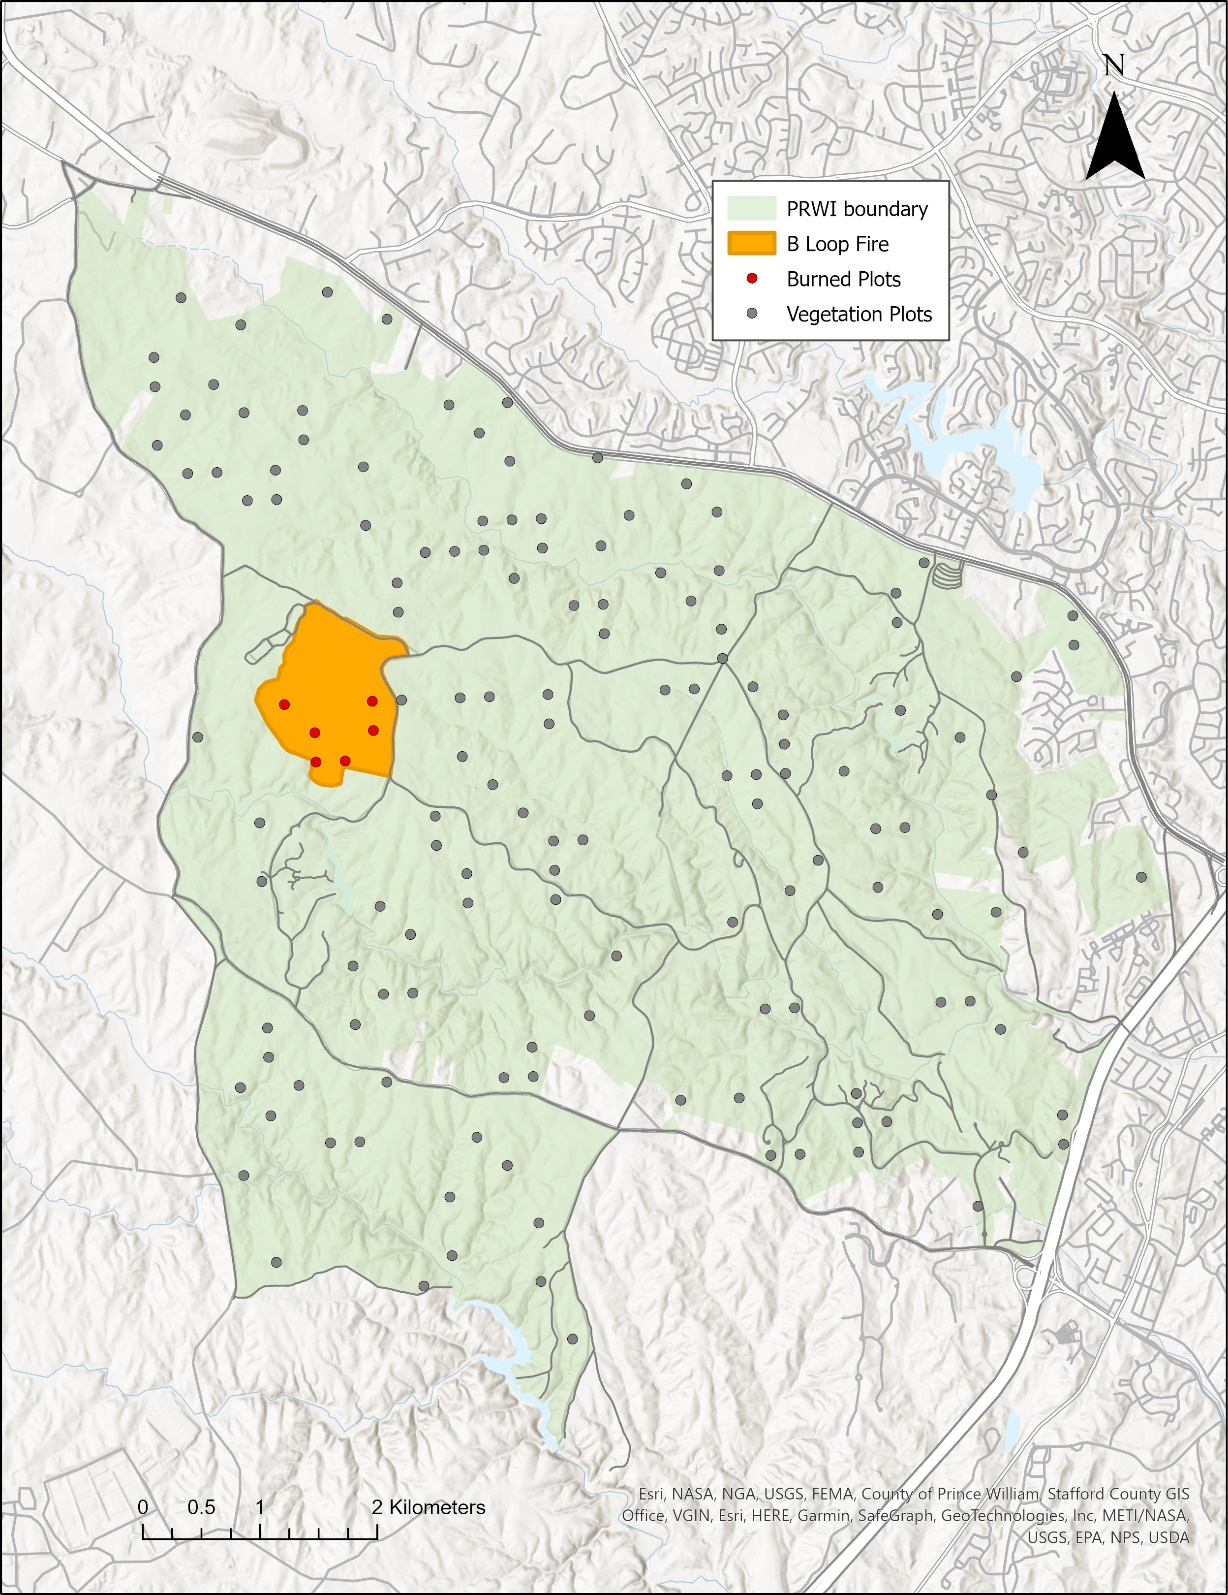 N
PRWI boundary
B Loop Fire
Burned Plots
Vegetation Plots
0 0.5 1 2 Kilometers
Esri, NASA, NGA, USGS, FEMA, County of Prince William, Stafford County GIS
Office, VGIN, Esri, HERE, Garmin, SafeGraph, GeoTechnologies, Inc, METI/NASA,
USGS, EPA, NPS, USDA